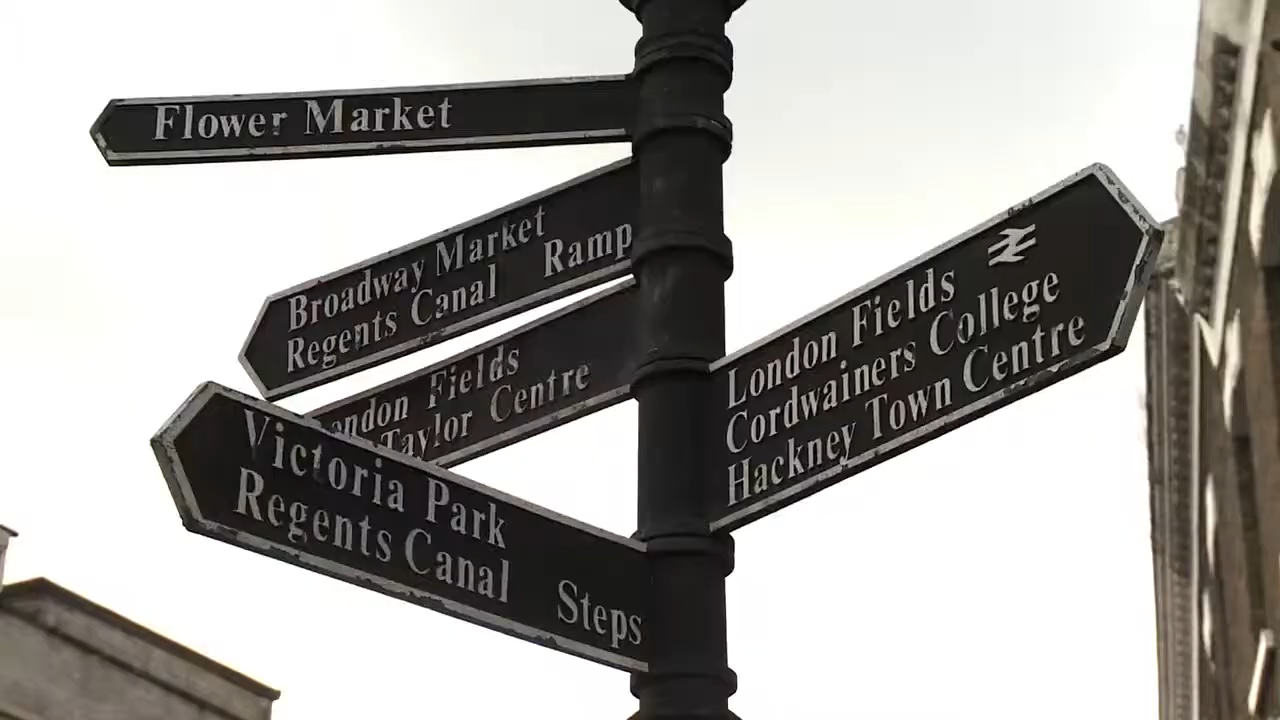 Flower Market
Broadway Market
Regents Canal Ramp
London Fields
Taylor Centre
Victoria Park
Regents Canal Steps
London Fields
Cordwainers College
Hackney Town Centre